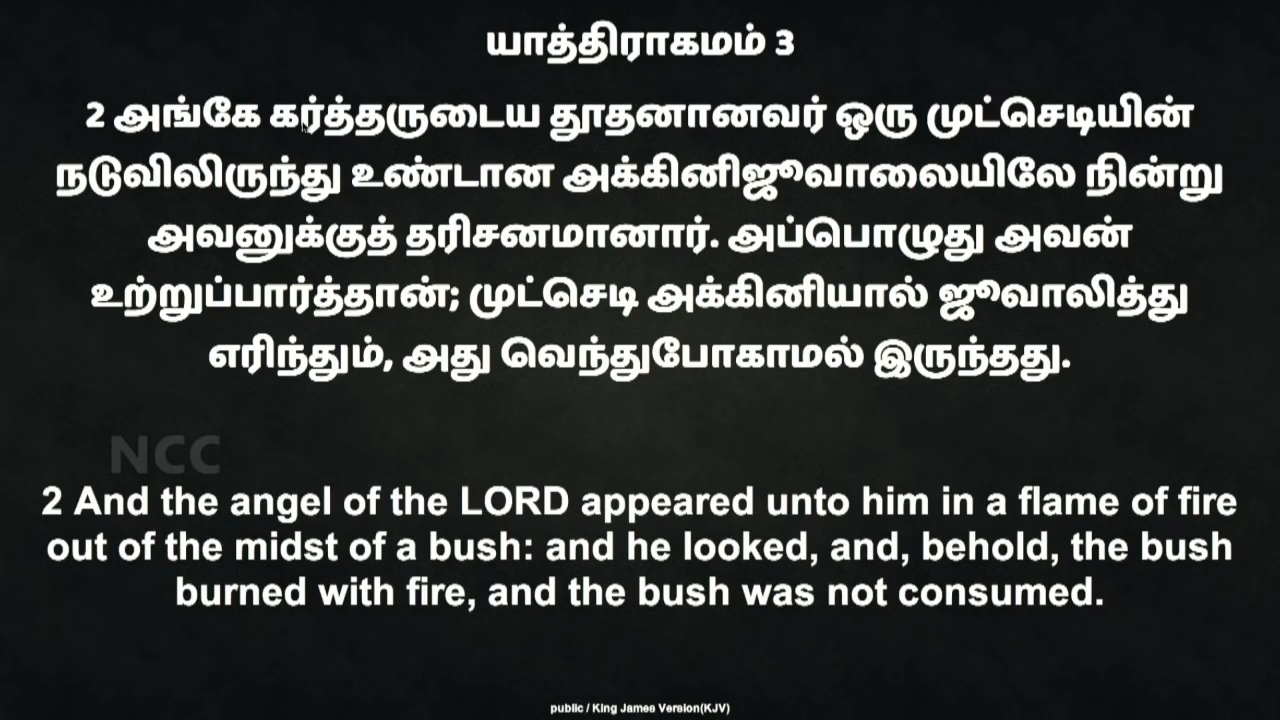 யாத்திராகமம் 3
2 அங்கே கர்த்தருடைய தூதனானவர் ஒரு முட்செடியின்
நடுவிலிருந்து உண்டான அக்கினிஜூவாலையிலே நின்று
அவனுக்குத் தரிசனமானார். அப்பொழுது அவன்
உற்றுப்பார்த்தான்; முட்செடி அக்கினியால் ஜூவாலித்து
எரிந்தும், அது வெந்துபோகாமல் இருந்தது.
NCC
2 And the angel of the LORD appeared unto him in a flame of fire
out of the midst of a bush: and he looked, and, behold, the bush
burned with fire, and the bush was not consumed.
public / King James Version(KJV)